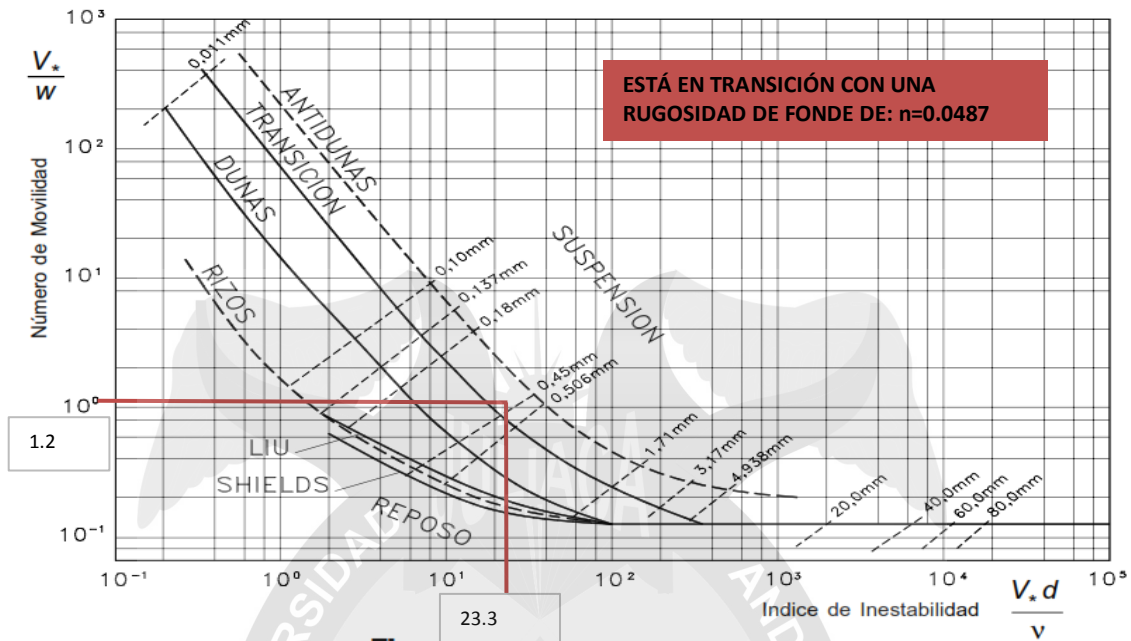 10³
V*
w
0,011mm
ESTÁ EN TRANSICIÓN CON UNA
RUGOSIDAD DE FONDE DE: n=0.0487
ANTIDUNAS
TRANSICION
DUNAS
10²
Número de Movilidad
SUSPENSION
RIZOS
10¹
0,10mm
0,137mm
0,18mm
0,45mm
0,506mm
10⁰
1.2
LIU
SHIELDS
REPOSO
1,71mm
3,17mm
4,938mm
20,0mm
40,0mm
60,0mm
80,0mm
10⁻¹
10⁻¹
10⁰
10¹
10²
10³
10⁴
10⁵
23.3
Indice de Inestabilidad
V* d
ν